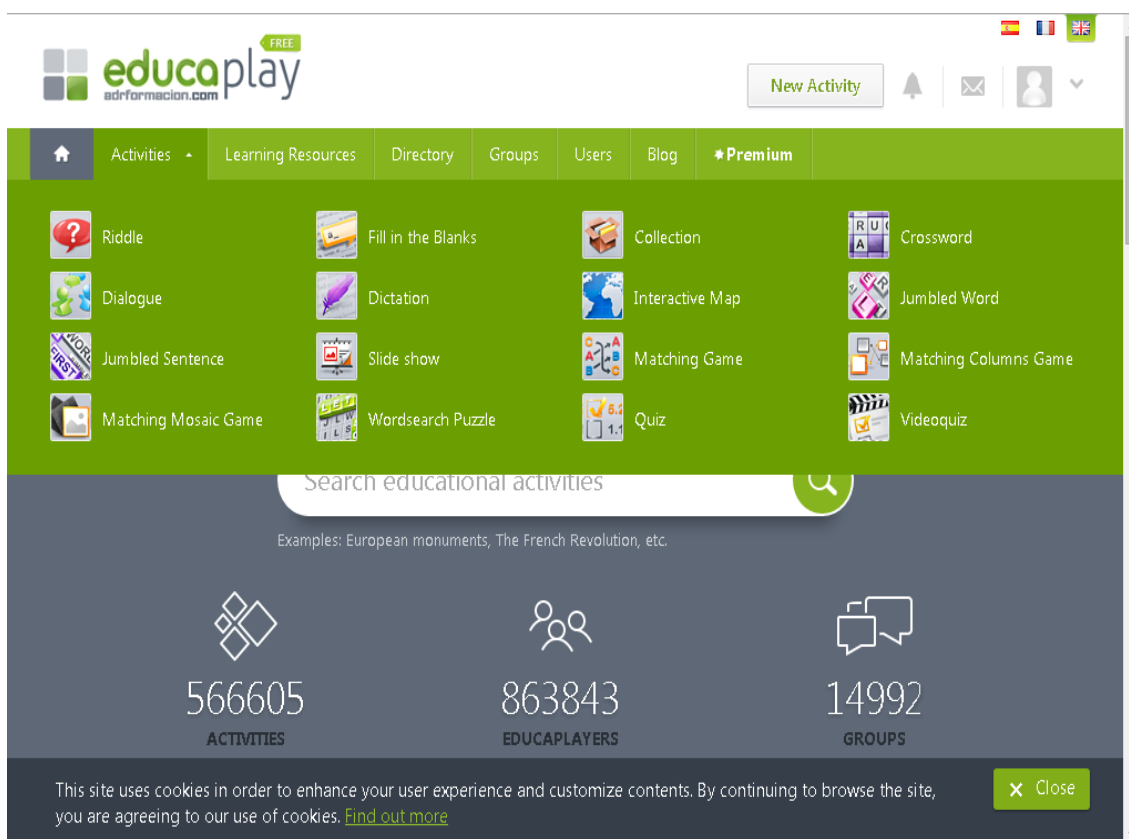 FREE
educaplay
adrformacion.com
New Activity
Activities Learning Resources Directory Groups Users Blog Premium
Riddle Fill in the Blanks Collection Crossword
Dialogue Dictation Interactive Map Jumbled Word
Jumbled Sentence Slide show Matching Game Matching Columns Game
Matching Mosaic Game Wordsearch Puzzle Quiz Videoquiz
Search educational activities
Examples: European monuments, The French Revolution, etc.
566605 863843 14992
ACTIVITIES EDUCAPLAYERS GROUPS
This site uses cookies in order to enhance your user experience and customize contents. By continuing to browse the site,
you are agreeing to our use of cookies. Find out more
X Close